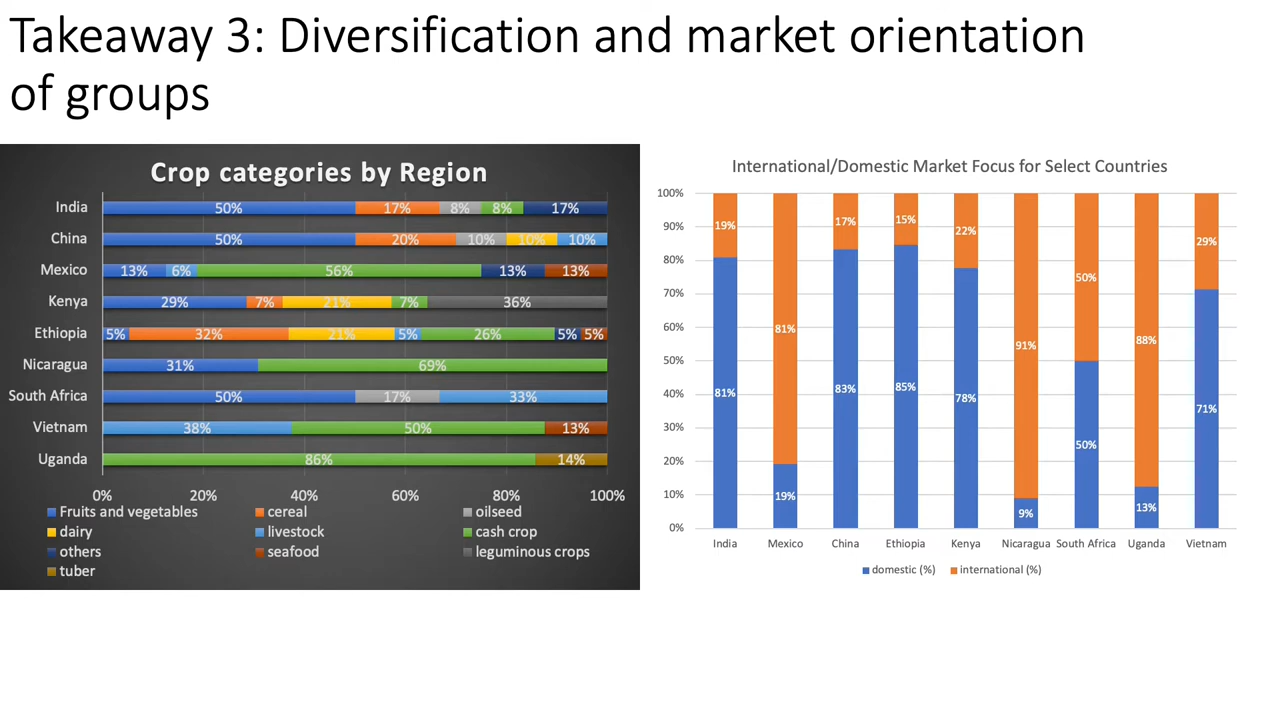 Takeaway 3: Diversification and market orientation
of groups
Crop categories by Region
India 50% 17% 8% 8% 17%
China 50% 20% 10% 10% 10%
Mexico 13% 6% 56% 13% 13%
Kenya 29% 7% 21% 7% 36%
Ethiopia 5% 32% 21% 5% 26% 5% 5%
Nicaragua 31% 69%
South Africa 50% 17% 33%
Vietnam 38% 50% 13%
Uganda 86% 14%
0% 20% 40% 60% 80% 100%
Fruits and vegetables cereal oilseed
dairy livestock cash crop
others seafood leguminous crops
tuber
International/Domestic Market Focus for Select Countries
100%
90%
80%
70%
60%
50%
40%
30%
20%
10%
0%
19% 81% 17% 15% 22% 91% 50% 88% 29%
81% 19% 83% 85% 78% 9% 50% 13% 71%
India Mexico China Ethiopia Kenya Nicaragua South Africa Uganda Vietnam
domestic (%) international (%)